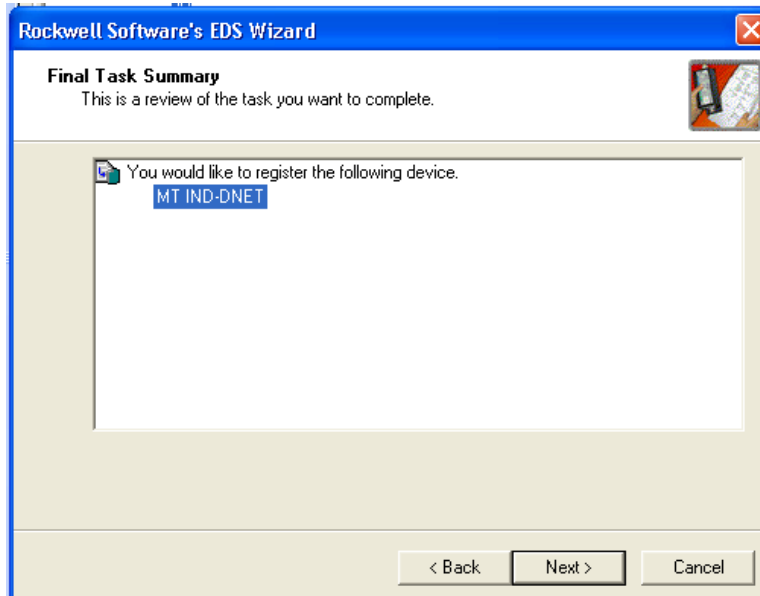 Rockwell Software's EDS Wizard
Final Task Summary
This is a review of the task you want to complete.
You would like to register the following device.
MT IND-DNET
< Back
Next >
Cancel